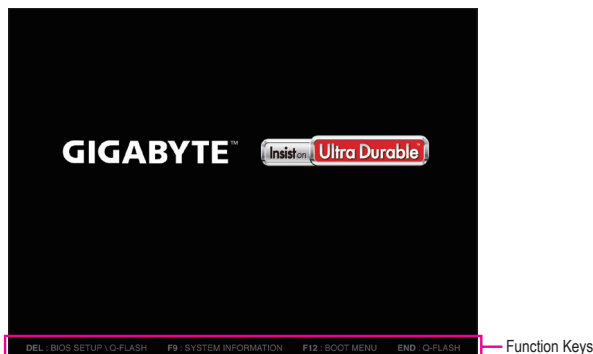 GIGABYTE™ Insist on Ultra Durable™
DEL : BIOS SETUP \ Q-FLASH F9 : SYSTEM INFORMATION F12 : BOOT MENU END : Q-FLASH
Function Keys